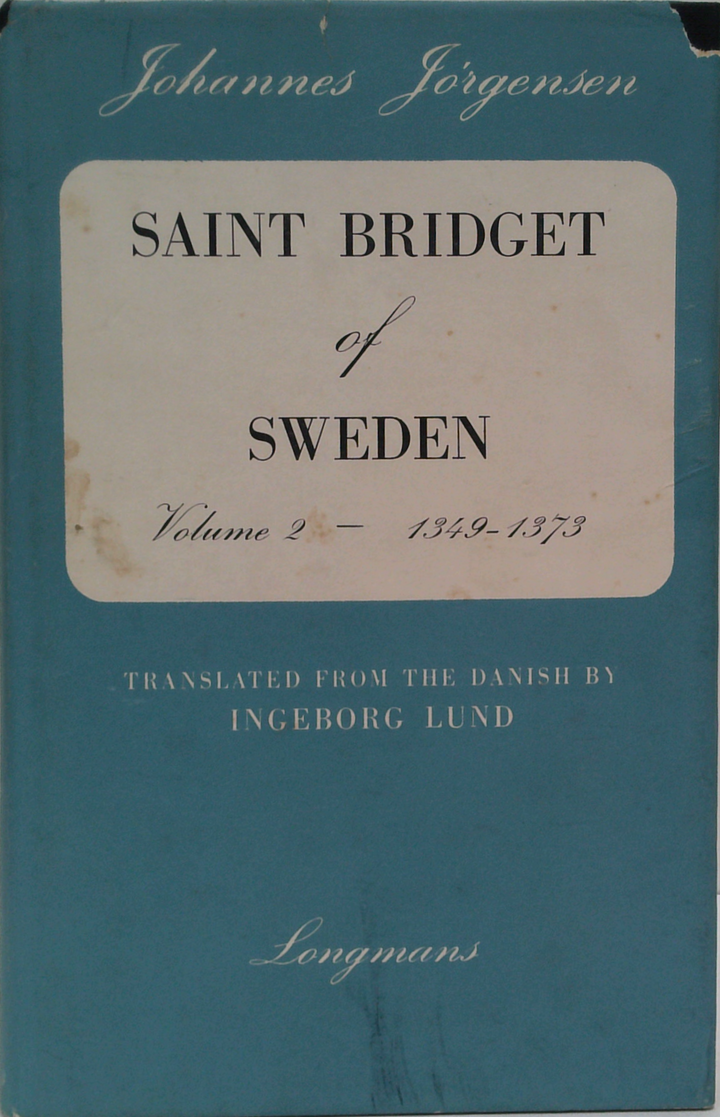 Johannes Jörgensen
SAINT BRIDGET
of
SWEDEN
Volume 2 — 1349-1373
TRANSLATED FROM THE DANISH BY
INGEBORG LUND
Longmans